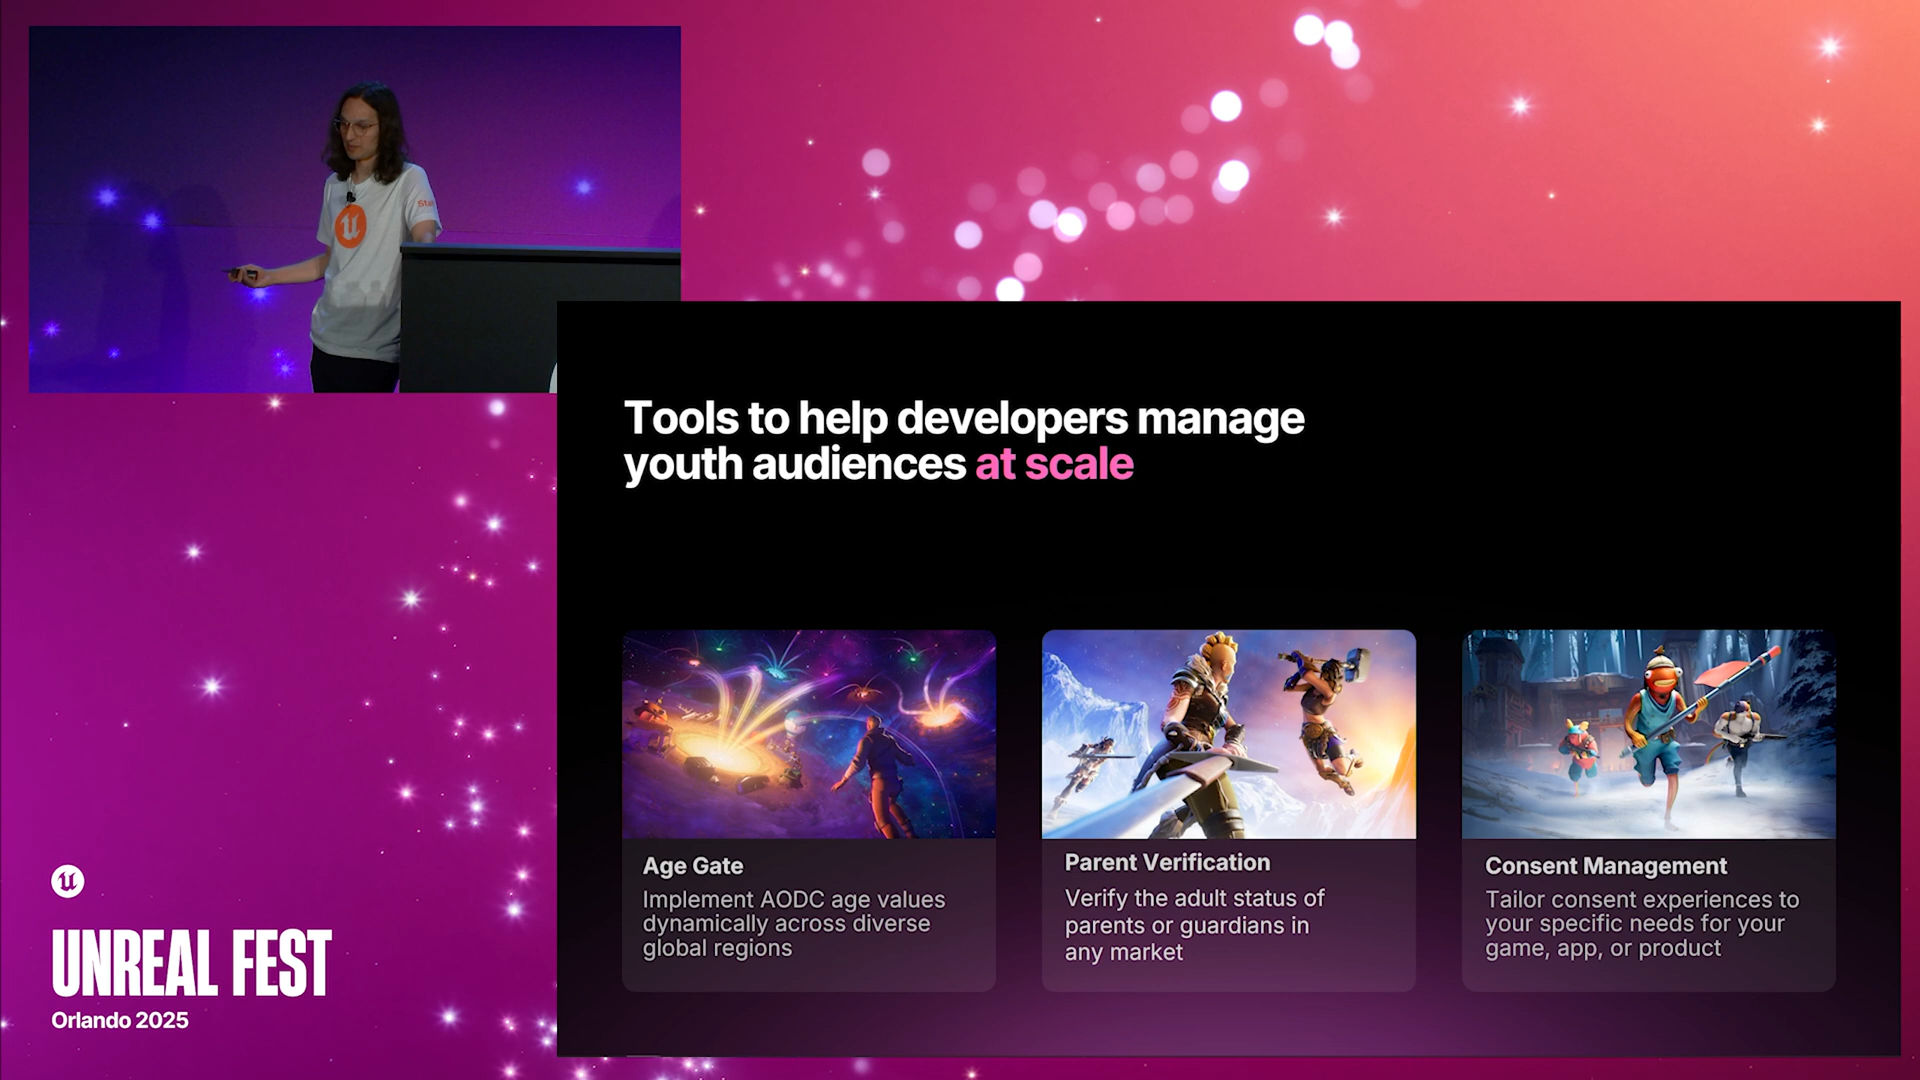 Tools to help developers manage
youth audiences at scale
Age Gate
Implement AODC age values
dynamically across diverse
global regions
Parent Verification
Verify the adult status of
parents or guardians in
any market
Consent Management
Tailor consent experiences to
your specific needs for your
game, app, or product
UNREAL FEST
Orlando 2025